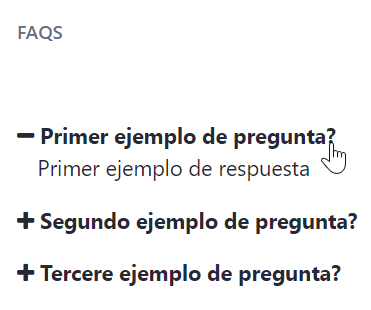 FAQS
Primer ejemplo de pregunta?
Primer ejemplo de respuesta
Segundo ejemplo de pregunta?
Tercere ejemplo de pregunta?